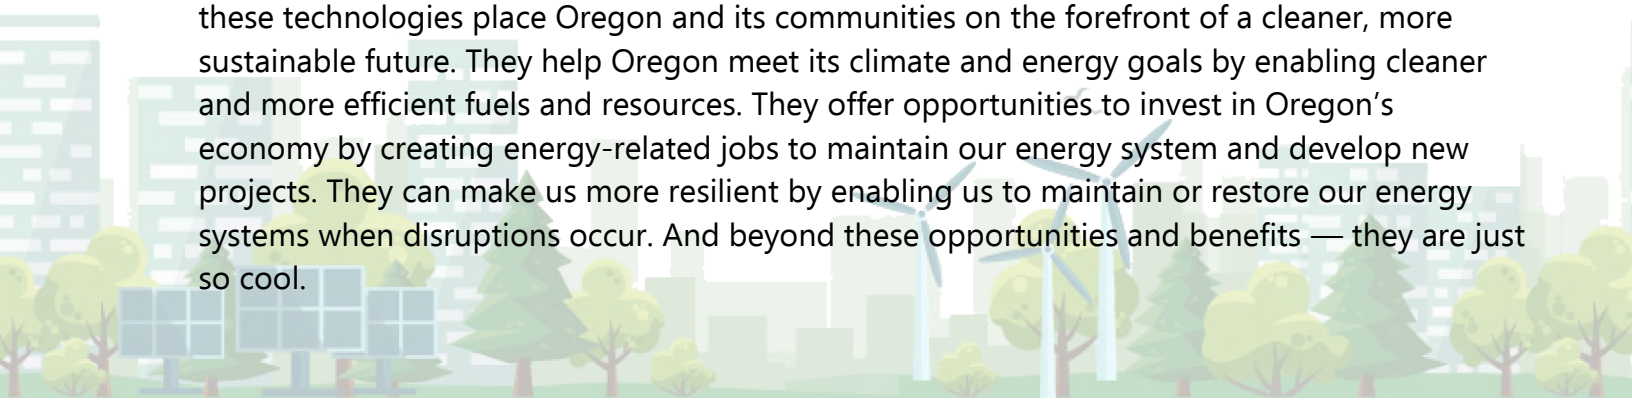 these technologies place Oregon and its communities on the forefront of a cleaner, more
sustainable future. They help Oregon meet its climate and energy goals by enabling cleaner
and more efficient fuels and resources. They offer opportunities to invest in Oregon’s
economy by creating energy-related jobs to maintain our energy system and develop new
projects. They can make us more resilient by enabling us to maintain or restore our energy
systems when disruptions occur. And beyond these opportunities and benefits — they are just
so cool.